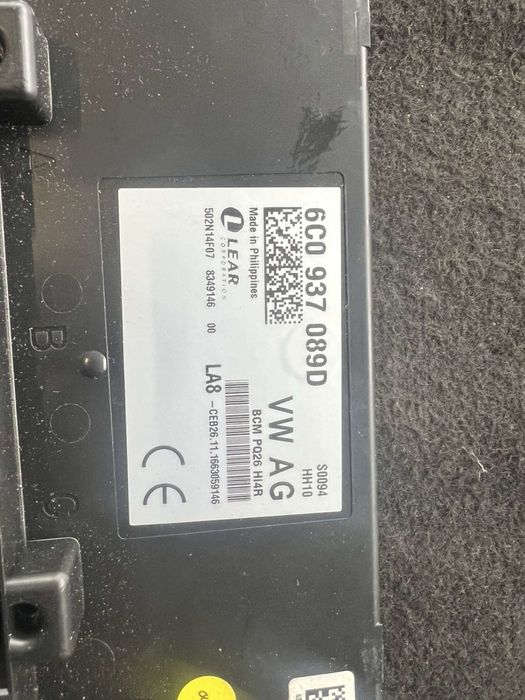 6C0 937 089D
S0094
HH10
VW AG
BCM PQ26 Hi4R
Made in Philippines
LEAR
CORPORATION
502N14F07 8349146 00
LA8 -CEB26.11.1663059146
CE
B
G